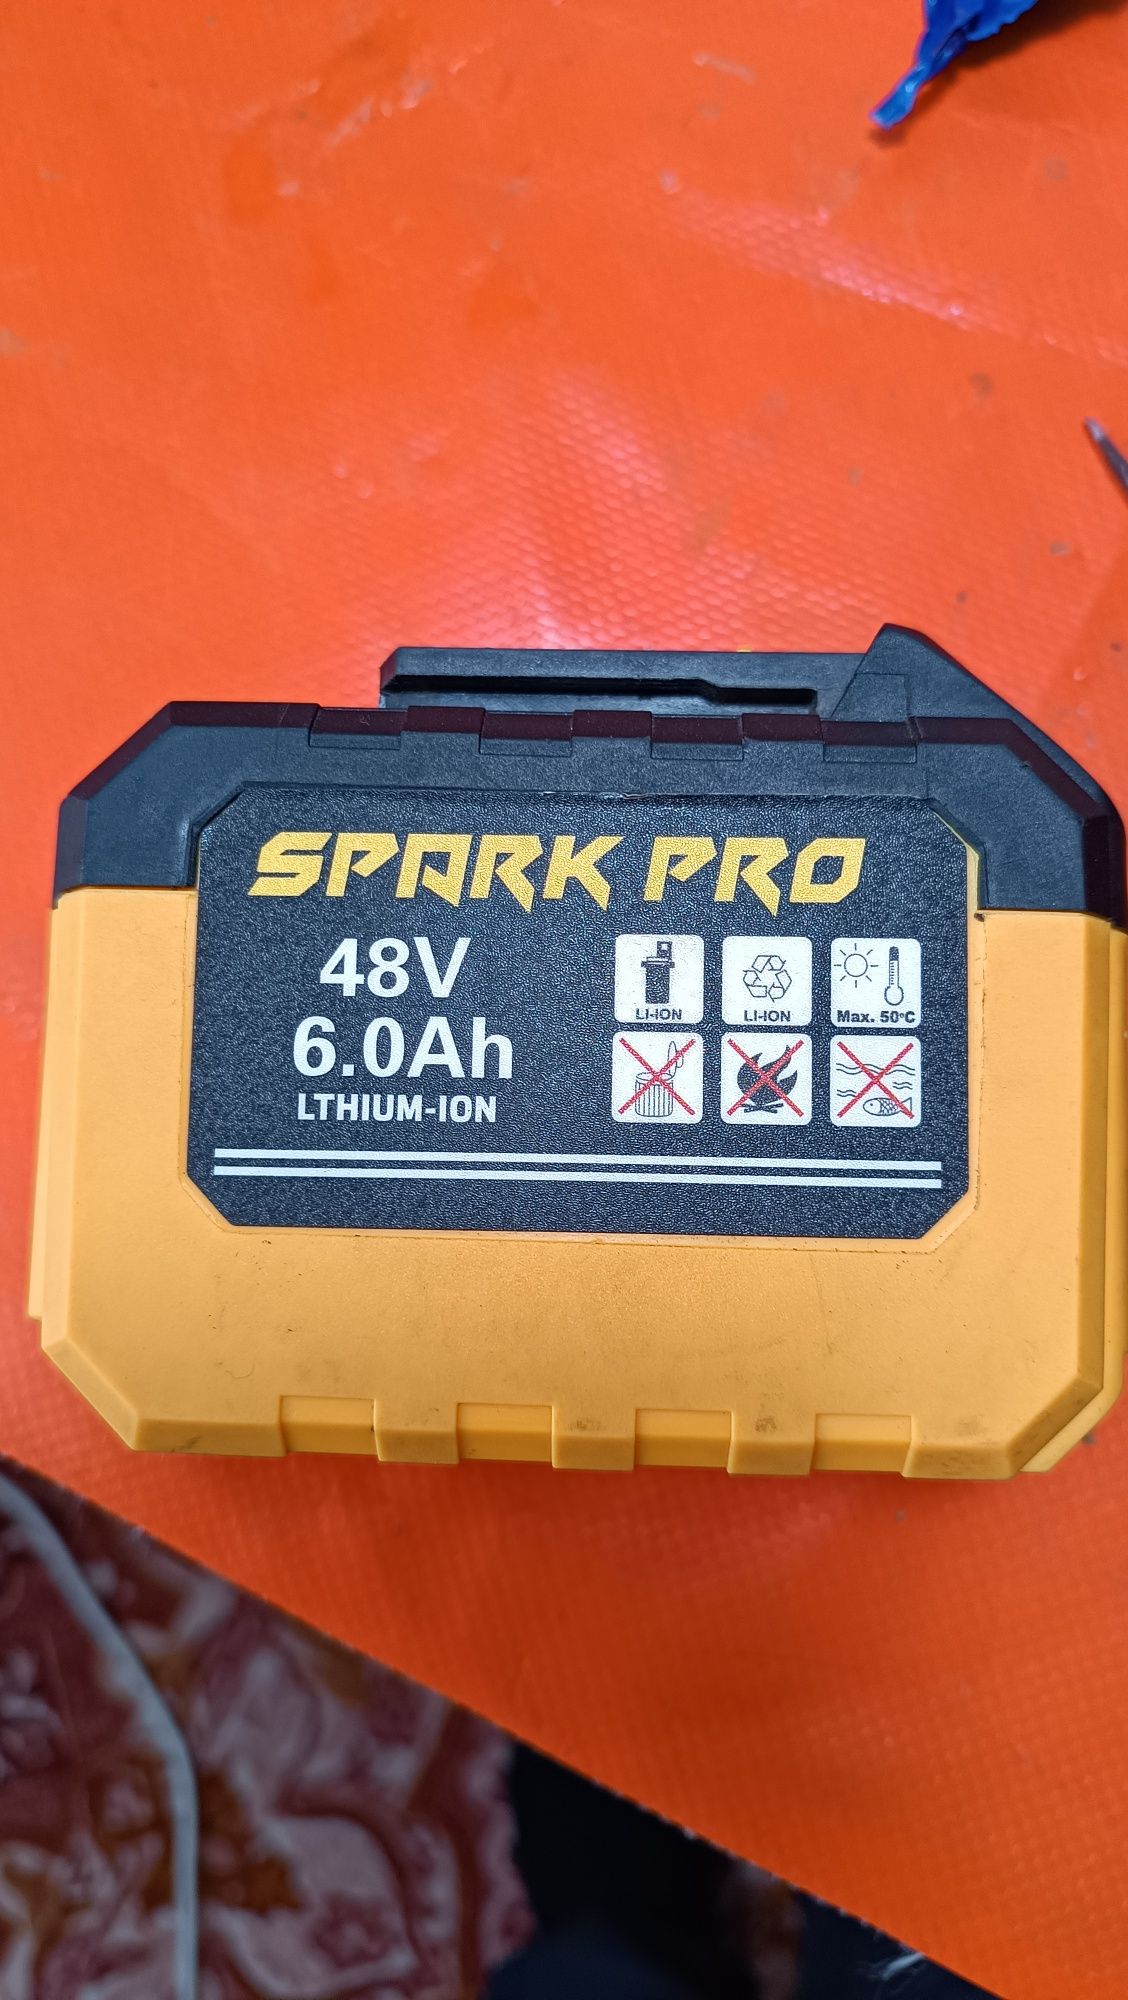 SPARK PRO
48V
6.0Ah
LTHIUM-ION
LI-ION
LI-ION
Max. 50°C